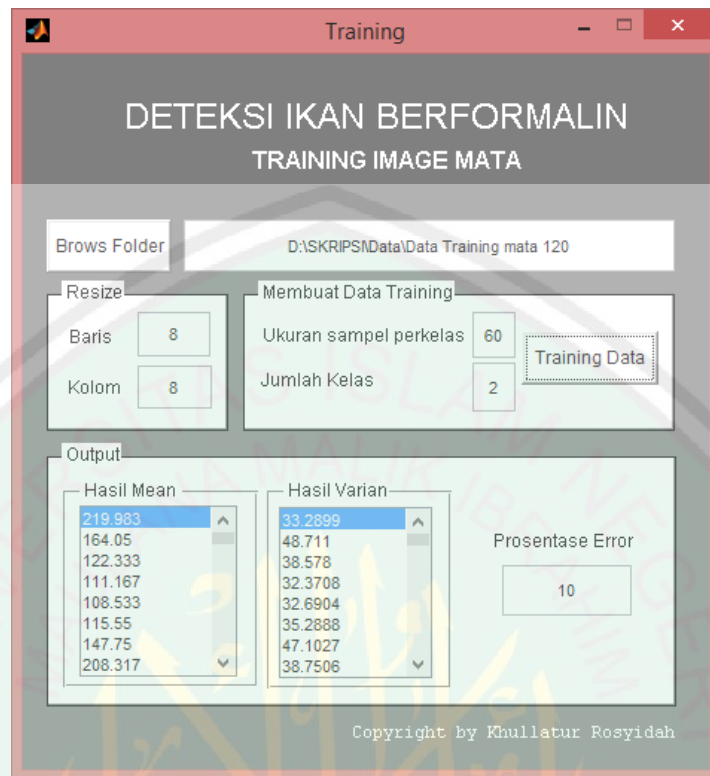 Training
DETEKSI IKAN BERFORMALIN
TRAINING IMAGE MATA
Brows Folder
D:\SKRIPSI\Data\Data Training mata 120
Resize
Baris
8
Kolom
8
Membuat Data Training
Ukuran sampel perkelas
60
Jumlah Kelas
2
Training Data
Output
Hasil Mean
219.983
164.05
122.333
111.167
108.533
115.55
147.75
208.317
Hasil Varian
33.2899
48.711
38.578
32.3708
32.6904
35.2888
47.1027
38.7506
Prosentase Error
10
Copyright by Khullatur Rosyidah